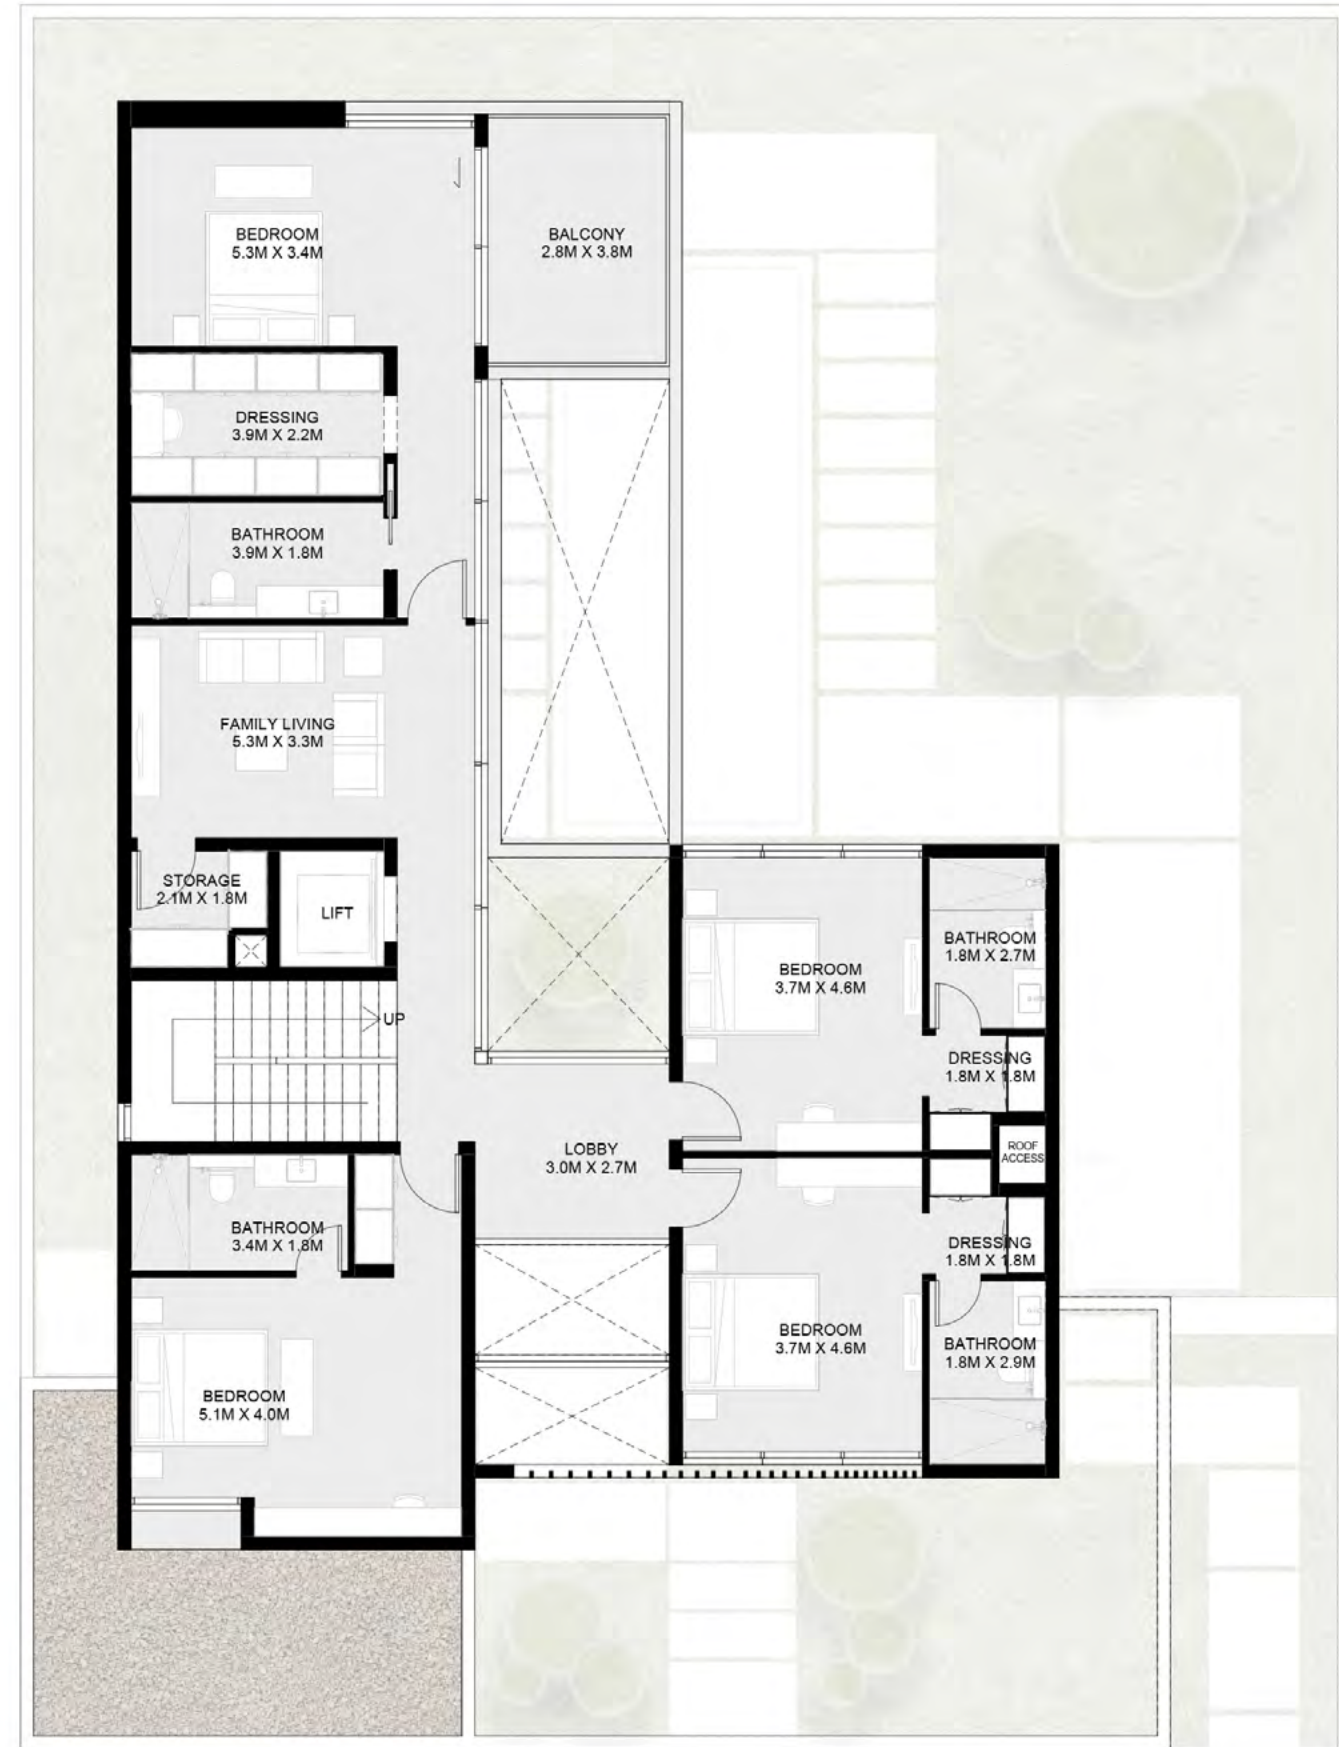 BEDROOM
5.3M X 3.4M
BALCONY
2.8M X 3.8M
DRESSING
3.9M X 2.2M
BATHROOM
3.9M X 1.8M
FAMILY LIVING
5.3M X 3.3M
STORAGE
2.1M X 1.8M
LIFT
BEDROOM
3.7M X 4.6M
BATHROOM
1.8M X 2.7M
UP
DRESSING
1.8M X 1.8M
LOBBY
3.0M X 2.7M
ROOF
ACCESS
BATHROOM
3.4M X 1.8M
DRESSING
1.8M X 1.8M
BEDROOM
3.7M X 4.6M
BATHROOM
1.8M X 2.9M
BEDROOM
5.1M X 4.0M